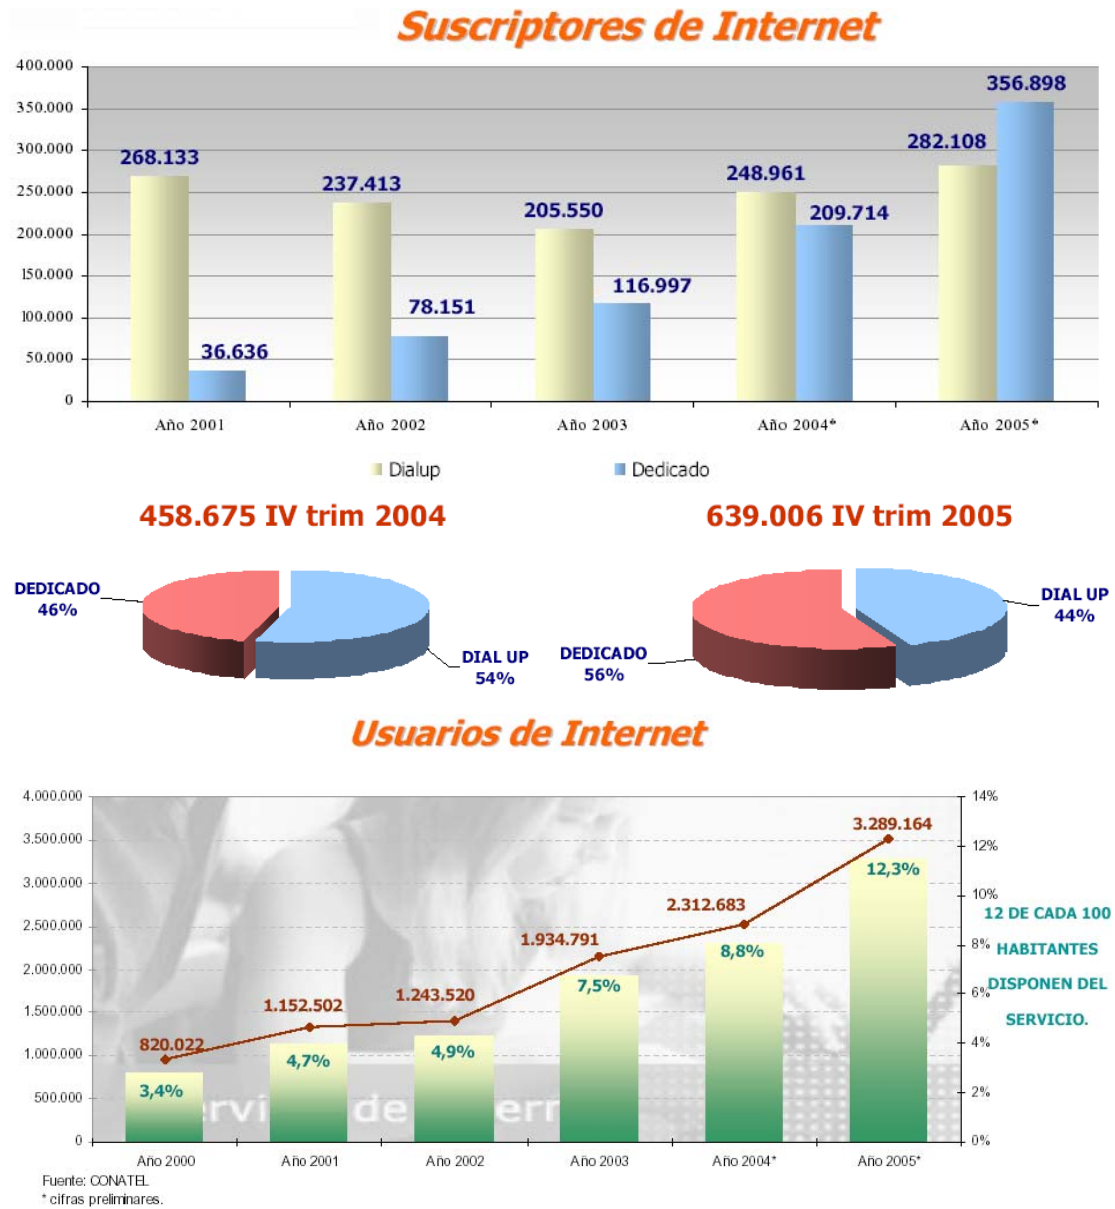 Suscriptores de Internet
400.000
350.000
300.000
250.000
200.000
150.000
100.000
50.000
0
268.133
36.636
237.413
78.151
205.550
116.997
248.961
209.714
282.108
356.898
Año 2001
Año 2002
Año 2003
Año 2004*
Año 2005*
Dialup
Dedicado
458.675 IV trim 2004
639.006 IV trim 2005
DEDICADO
46%
DIAL UP
54%
DEDICADO
56%
DIAL UP
44%
Usuarios de Internet
4.000.000
3.500.000
3.000.000
2.500.000
2.000.000
1.500.000
1.000.000
500.000
0
14%
12%
10%
8%
6%
4%
2%
0%
820.022
1.152.502
1.243.520
1.934.791
2.312.683
3.289.164
3,4%
4,7%
4,9%
7,5%
8,8%
12,3%
12 DE CADA 100
HABITANTES
DISPONEN DEL
SERVICIO.
Año 2000
Año 2001
Año 2002
Año 2003
Año 2004*
Año 2005*
Fuente: CONATEL
* cifras preliminares.